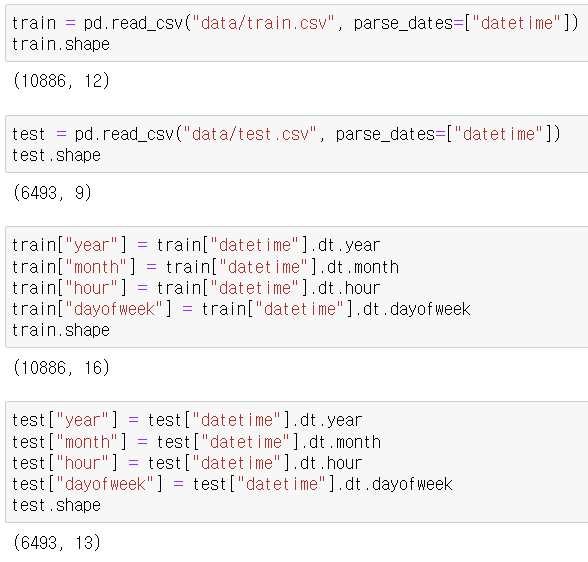 train = pd.read_csv("data/train.csv", parse_dates=["datetime"])
train.shape
(10886, 12)
test = pd.read_csv("data/test.csv", parse_dates=["datetime"])
test.shape
(6493, 9)
train["year"] = train["datetime"].dt.year
train["month"] = train["datetime"].dt.month
train["hour"] = train["datetime"].dt.hour
train["dayofweek"] = train["datetime"].dt.dayofweek
train.shape
(10886, 16)
test["year"] = test["datetime"].dt.year
test["month"] = test["datetime"].dt.month
test["hour"] = test["datetime"].dt.hour
test["dayofweek"] = test["datetime"].dt.dayofweek
test.shape
(6493, 13)